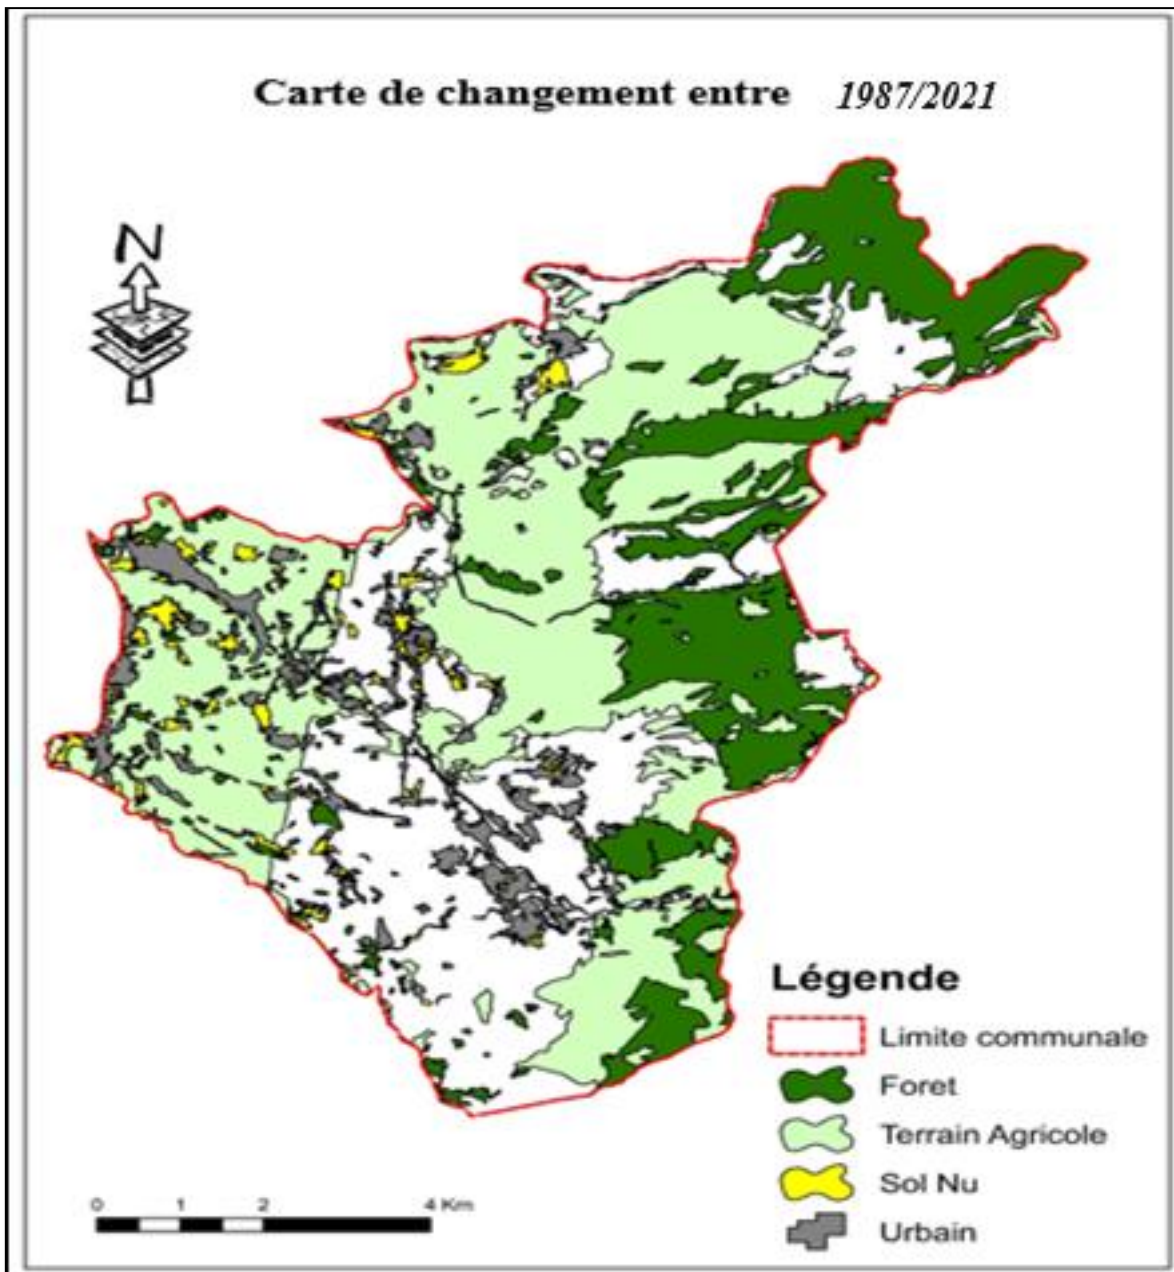 Carte de changement entre 1987/2021
N
Légende
Limite communale
Foret
Terrain Agricole
Sol Nu
Urbain
0 1 2 4 Km